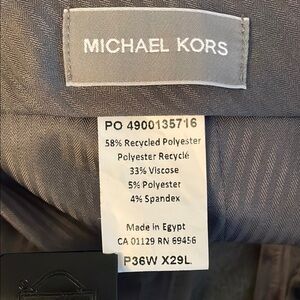 MICHAEL KORS
PO 4900135716
58% Recycled Polyester
Polyester Recyclé
33% Viscose
5% Polyester
4% Spandex
Made in Egypt
CA 01129 RN 69456
P36W X29L